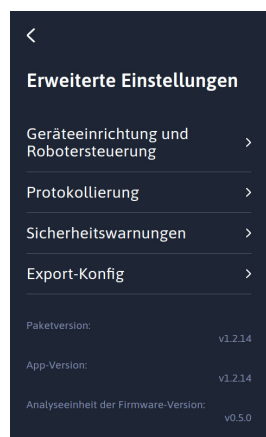 Erweiterte Einstellungen
Geräteeinrichtung und
Robotersteuerung
Protokollierung
Sicherheitswarnungen
Export-Konfig
Paketversion:
v1.2.14
App-Version:
v1.2.14
Analyseeinheit der Firmware-Version:
v0.5.0